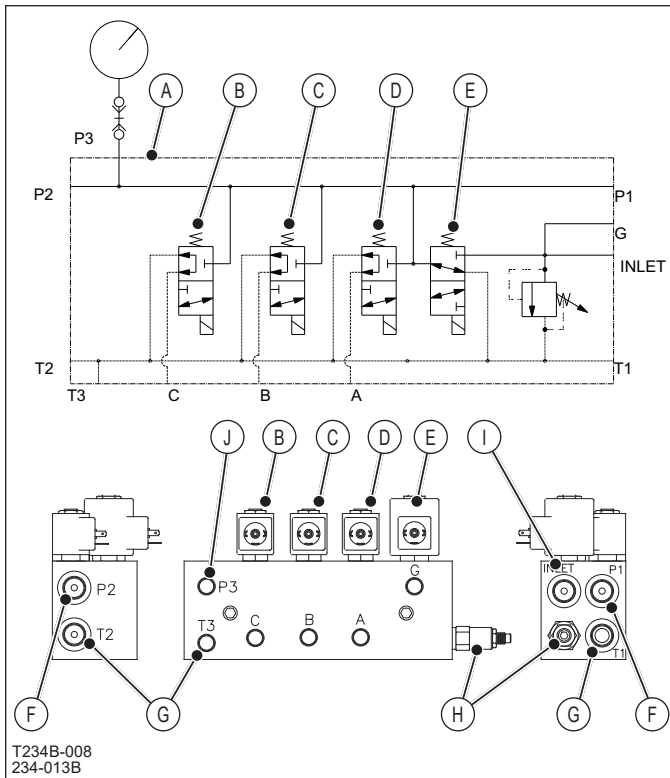 A
B
C
D
E
P3
P2
P1
G
INLET
T2
T1
T3
C
B
A
J
B
C
D
E
I
P2
T2
P3
G
T3
C
B
A
INLET
P1
T1
F
G
H
G
F
T234B-008
234-013B